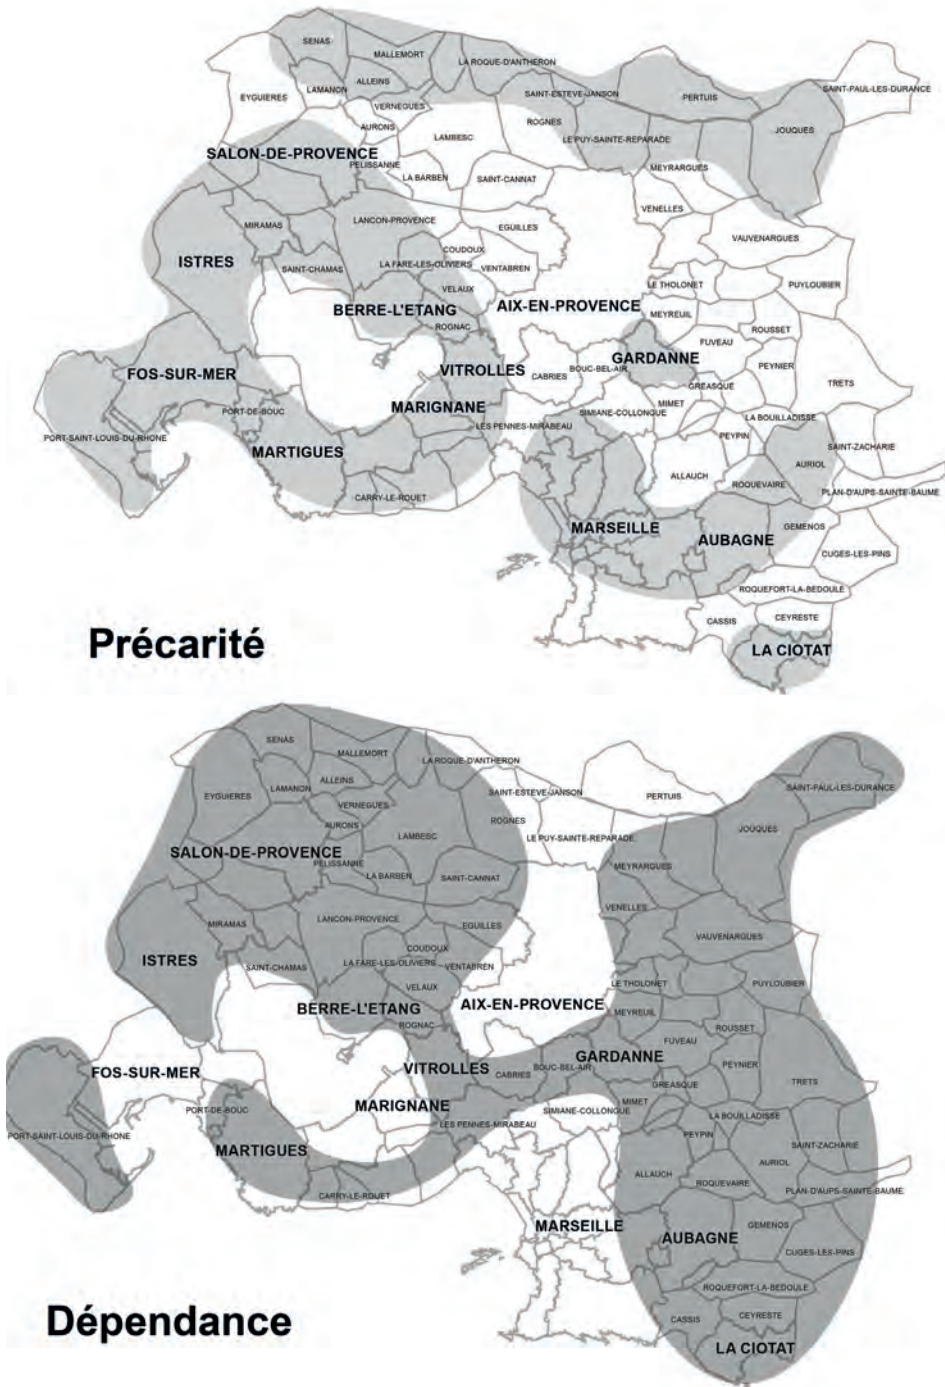 SENAS
MALLEMORT
LA ROQUE-D'ANTHERON
ALLEINS
LAMANON
EYGUIERES
SAINT-ESTEVE-JANSON
PERTUIS
SAINT-PAUL-LES-DURANCE
VERNEGUES
AURONS
LAMBESC
ROGNES
LE PUY-SAINTE-REPARADE
JOUQUES
SALON-DE-PROVENCE
PELISSANNE
LA BARBEN
SAINT-CANNAT
MEYRARGUES
VENELLES
MIRAMAS
LANCON-PROVENCE
EGUILLES
VAUVENARGUES
ISTRES
SAINT-CHAMAS
COUDOUX
LA FARE-LES-OLIVIERS
VENTABREN
VELAUX
LE THOLONET
PUYLOUBIER
BERRE-L'ETANG
AIX-EN-PROVENCE
MEYREUIL
ROGNAC
ROUSSET
FUVEAU
FOS-SUR-MER
VITROLLES
CABRIES
BOUC-BEL-AIR
GARDANNE
PEYNIER
TRETS
GREASQUE
MARIGNANE
PORT-DE-BOUC
SIMIANE-COLLONGUE
MIMET
LA BOUILLADISSE
PORT-SAINT-LOUIS-DU-RHONE
LES PENNES-MIRABEAU
PEYPIN
SAINT-ZACHARIE
MARTIGUES
ALLAUCH
AURIOL
ROQUEVAIRE
PLAN-D'AUPS-SAINTE-BAUME
CARRY-LE-ROUET
MARSEILLE
AUBAGNE
GEMENOS
CUGES-LES-PINS
ROQUEFORT-LA-BEDOULE
CASSIS
CEYRESTE
Précarité
LA CIOTAT
SENAS
MALLEMORT
LA ROQUE-D'ANTHERON
ALLEINS
LAMANON
EYGUIERES
SAINT-ESTEVE-JANSON
PERTUIS
SAINT-PAUL-LES-DURANCE
VERNEGUES
AURONS
LAMBESC
ROGNES
LE PUY-SAINTE-REPARADE
JOUQUES
SALON-DE-PROVENCE
PELISSANNE
LA BARBEN
SAINT-CANNAT
MEYRARGUES
VENELLES
MIRAMAS
LANCON-PROVENCE
EGUILLES
VAUVENARGUES
ISTRES
SAINT-CHAMAS
COUDOUX
LA FARE-LES-OLIVIERS
VENTABREN
VELAUX
LE THOLONET
PUYLOUBIER
BERRE-L'ETANG
AIX-EN-PROVENCE
MEYREUIL
ROGNAC
ROUSSET
FUVEAU
FOS-SUR-MER
VITROLLES
CABRIES
BOUC-BEL-AIR
GARDANNE
PEYNIER
TRETS
GREASQUE
MARIGNANE
PORT-DE-BOUC
SIMIANE-COLLONGUE
MIMET
LA BOUILLADISSE
PORT-SAINT-LOUIS-DU-RHONE
LES PENNES-MIRABEAU
PEYPIN
SAINT-ZACHARIE
MARTIGUES
ALLAUCH
AURIOL
ROQUEVAIRE
PLAN-D'AUPS-SAINTE-BAUME
CARRY-LE-ROUET
MARSEILLE
AUBAGNE
GEMENOS
CUGES-LES-PINS
ROQUEFORT-LA-BEDOULE
CASSIS
CEYRESTE
Dépendance
LA CIOTAT